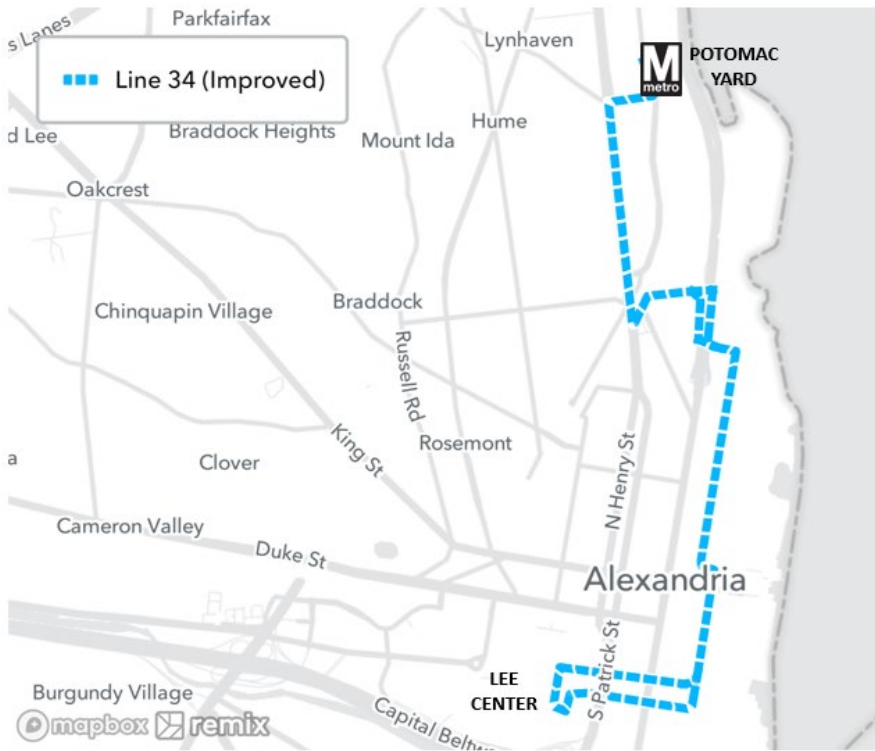 s Lanes
Parkfairfax
Line 34 (Improved)
Lynhaven
M
metro
POTOMAC
YARD
d Lee
Braddock Heights
Mount Ida
Hume
Oakcrest
Chinquapin Village
Braddock
Russell Rd
a
Clover
King St
Rosemont
N Henry St
Cameron Valley
Duke St
Alexandria
S Patrick St
LEE
CENTER
Burgundy Village
Capital Beltw
mapbox
remix